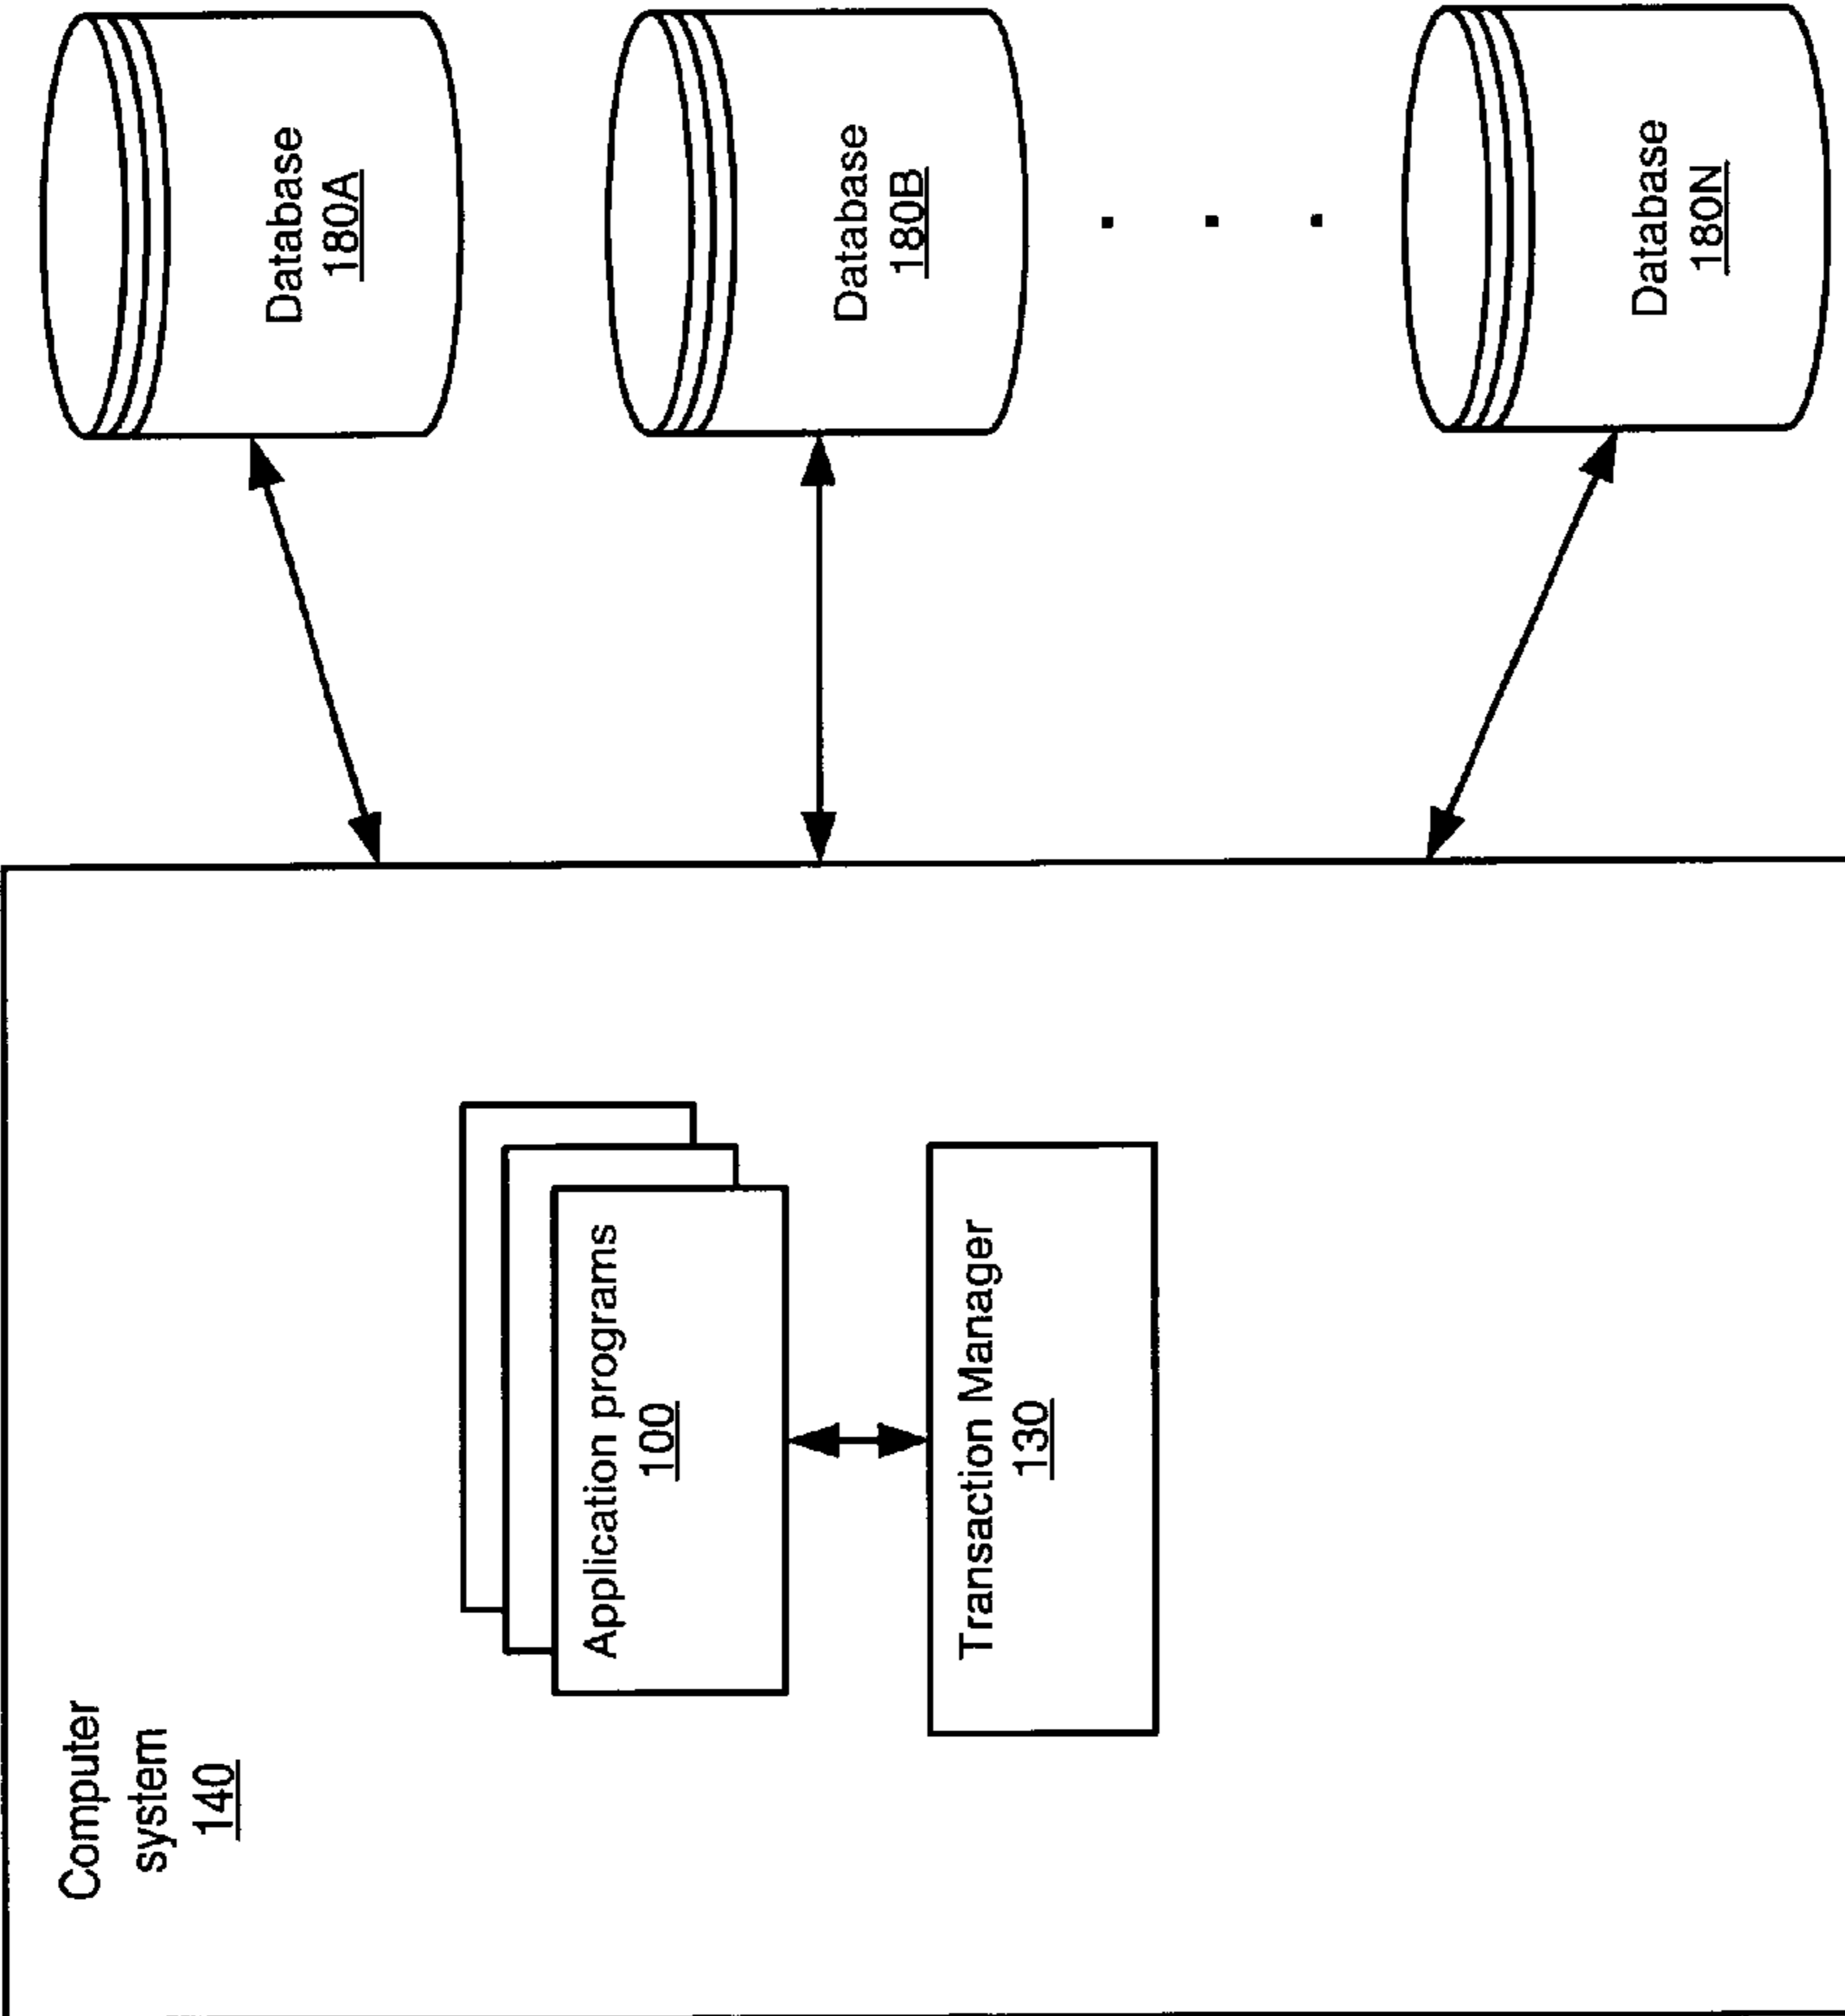 Computer
system
140
Application programs
100
Transaction Manager
130
Database
180A
Database
180B
Database
180N